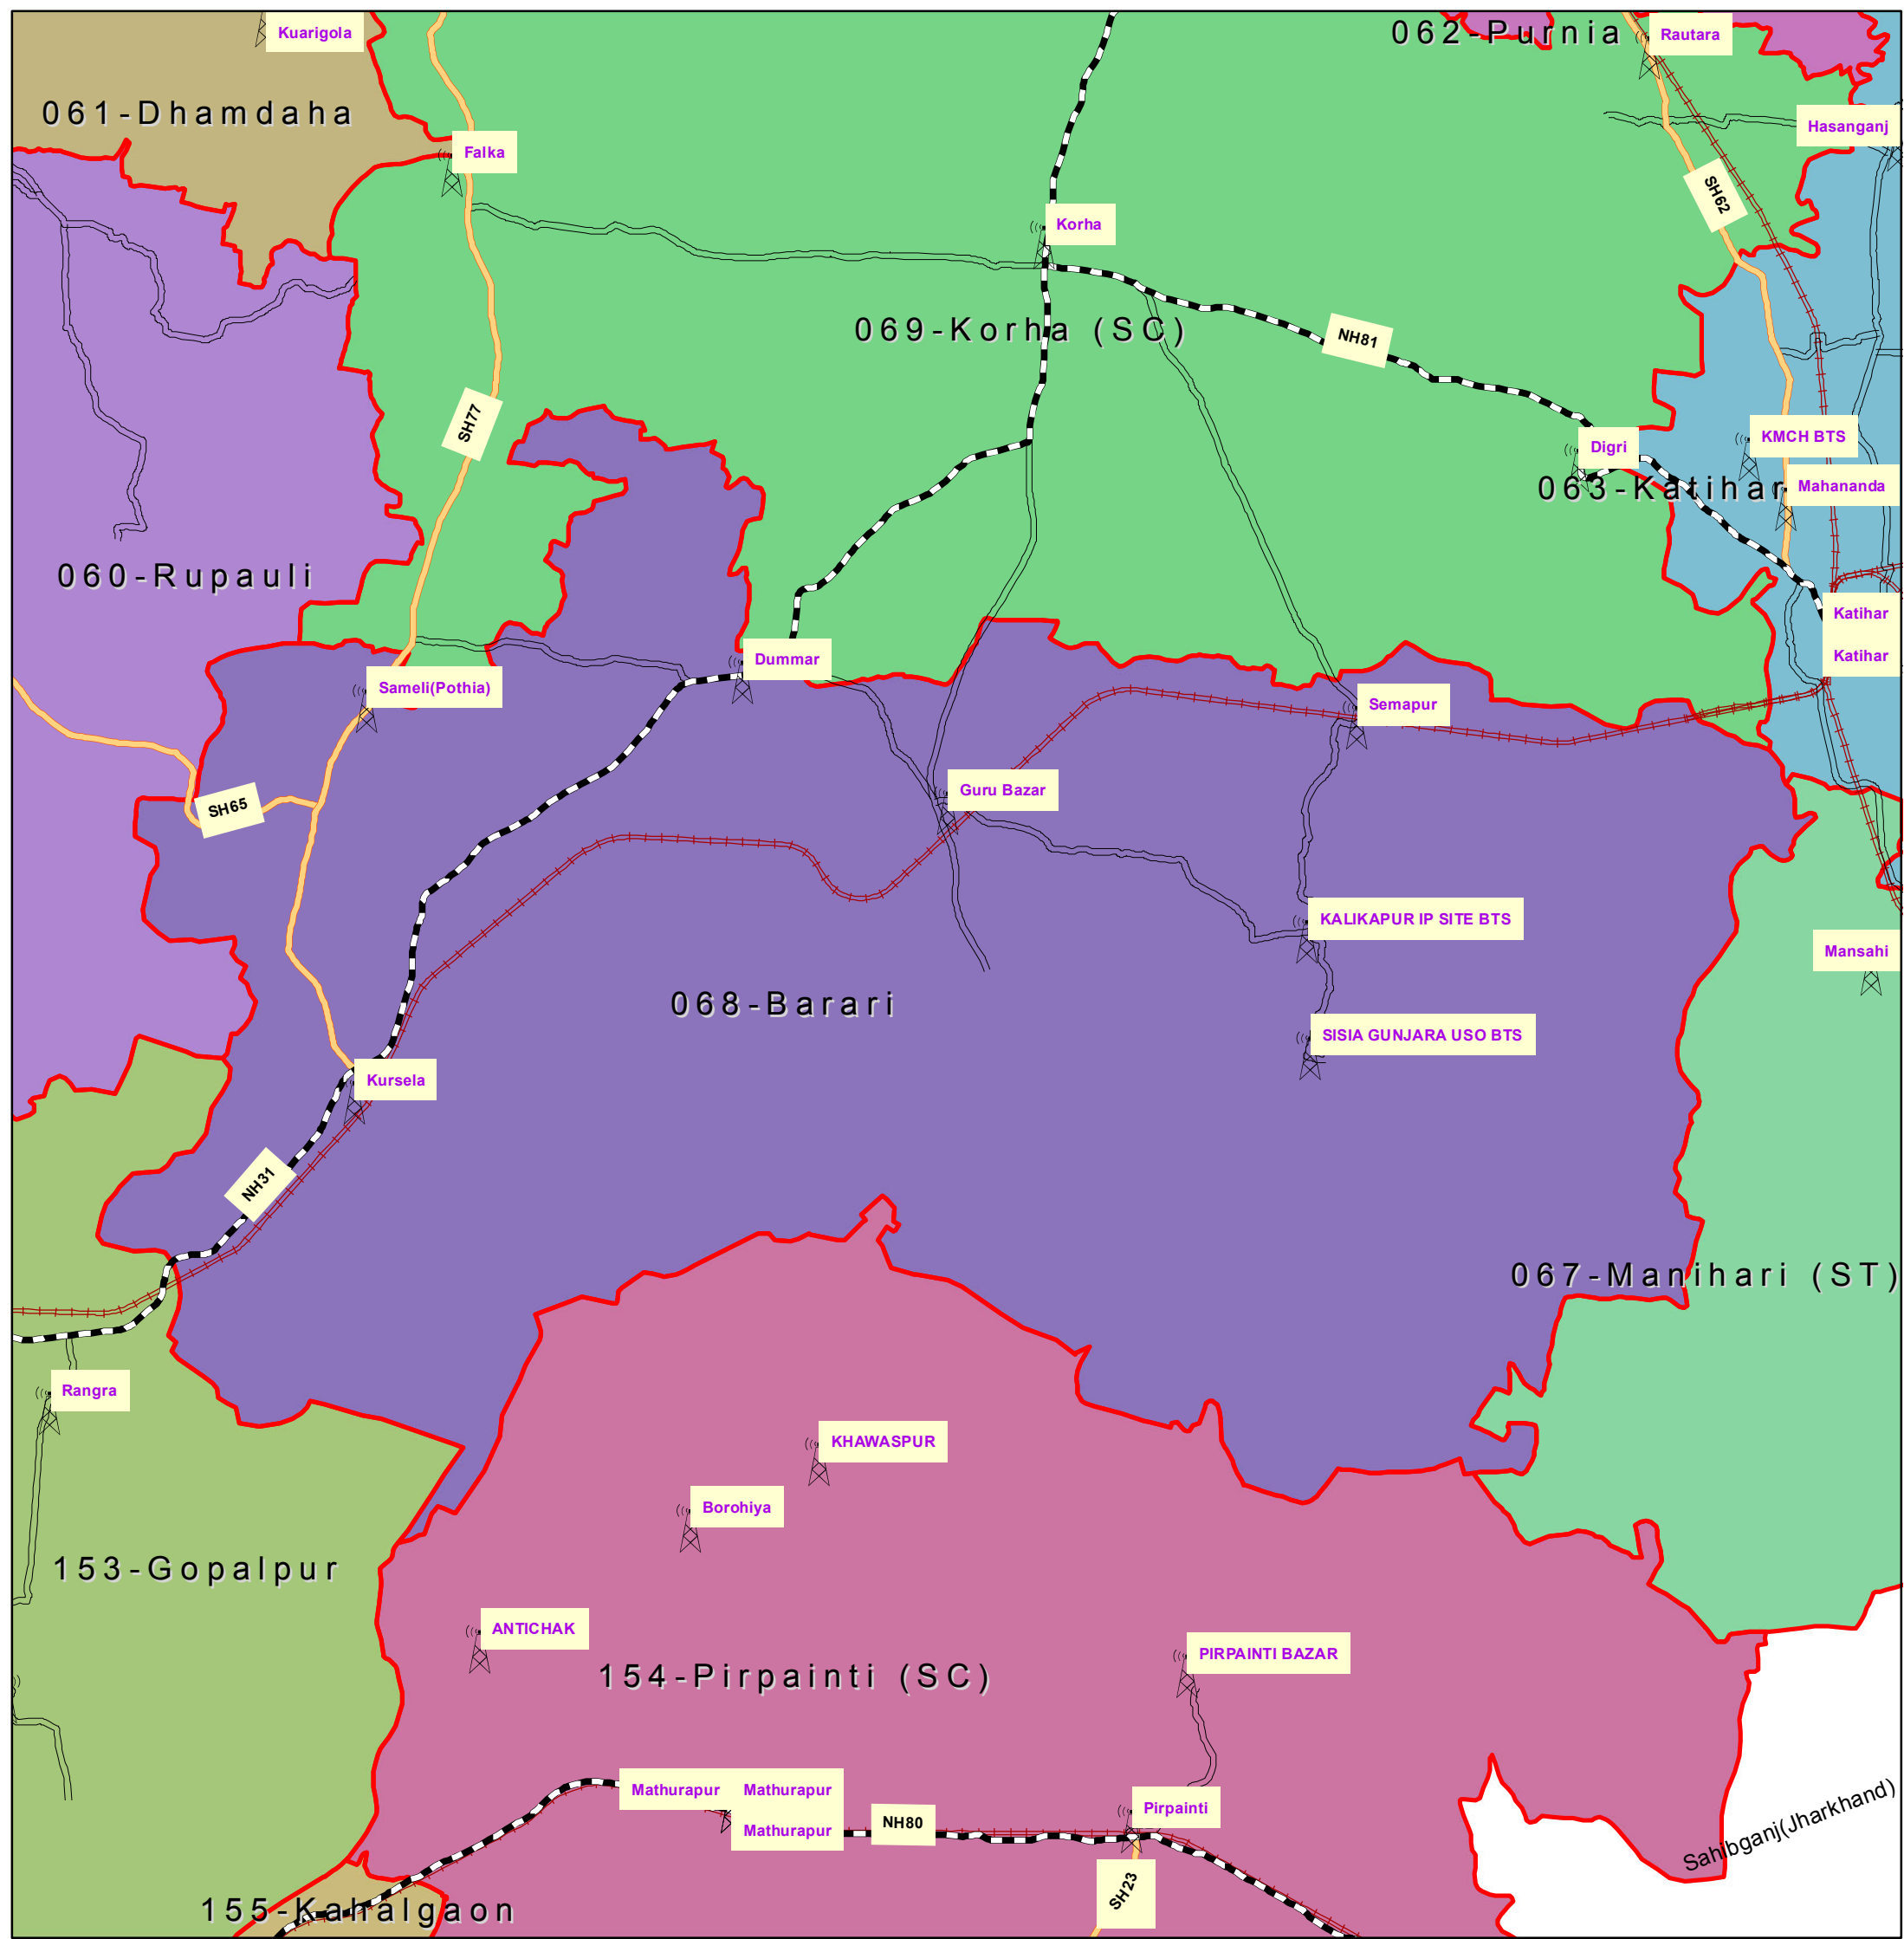 Kuarigola
062-Purnia
Rautara
061-Dhamdaha
Hasanganj
Falka
SH62
Korha
069-Korha (SC)
NH81
SH77
KMCH BTS
Digri
063-Katihar
Mahananda
060-Rupauli
Katihar
Katihar
Dummar
Sameli(Pothia)
Semapur
Guru Bazar
SH65
KALIKAPUR IP SITE BTS
Mansahi
068-Barari
SISIA GUNJARA USO BTS
Kursela
NH31
067-Manihari (ST)
Rangra
KHAWASPUR
Borohiya
153-Gopalpur
ANTICHAK
PIRPAINTI BAZAR
154-Pirpainti (SC)
Mathurapur
Mathurapur
Mathurapur
NH80
Pirpainti
Sahibganj(Jharkhand)
SH23
155-Kahalgaon